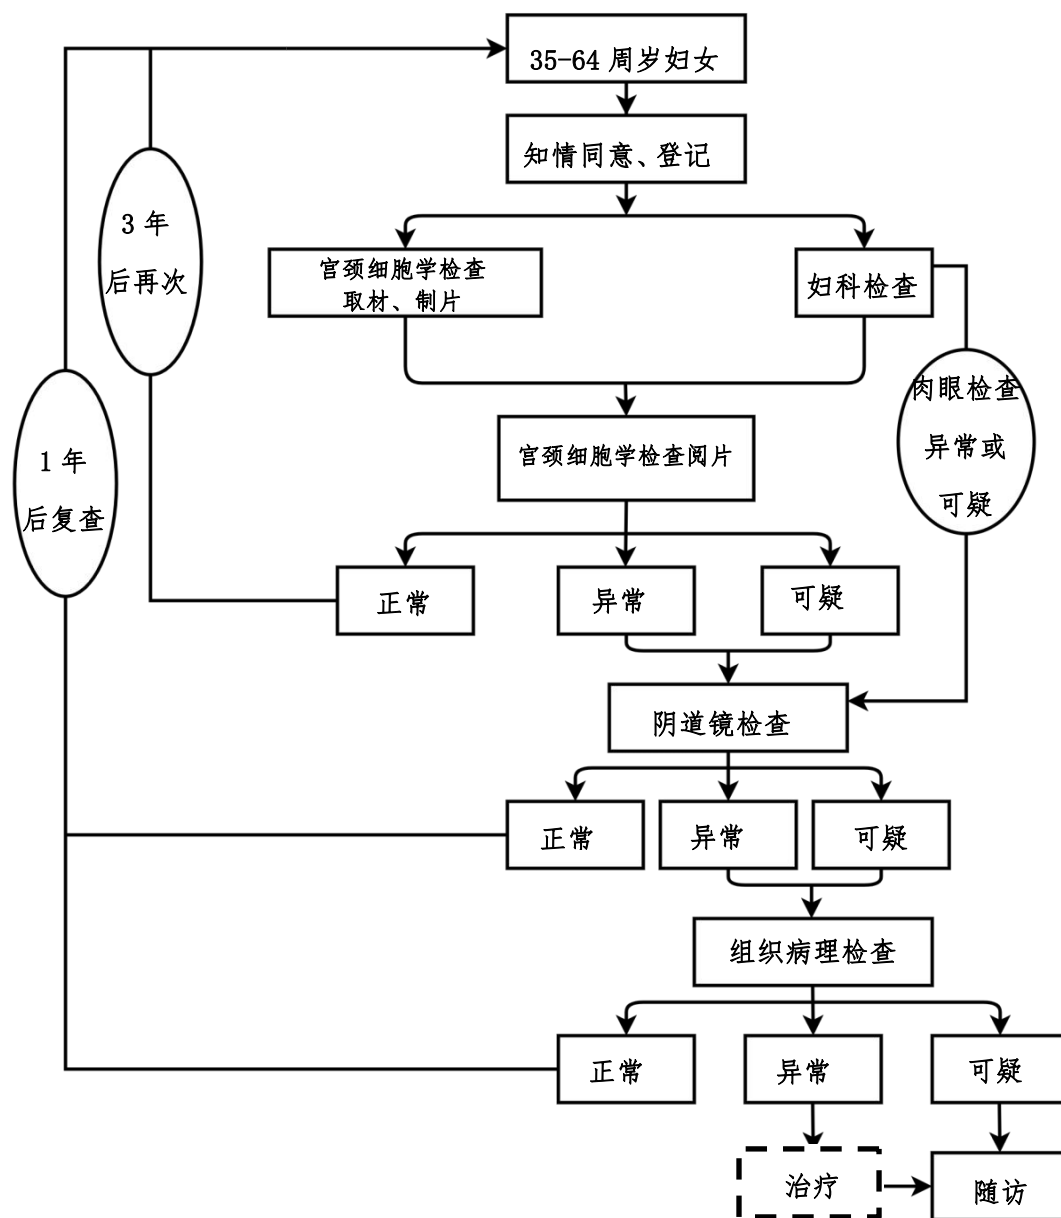 35-64 周岁妇女
知情同意、登记
3 年
后再次
宫颈细胞学检查
取材、制片
妇科检查
肉眼检查
异常或
可疑
1 年
后复查
宫颈细胞学检查阅片
正常
异常
可疑
阴道镜检查
正常
异常
可疑
组织病理检查
正常
异常
可疑
治疗
随访